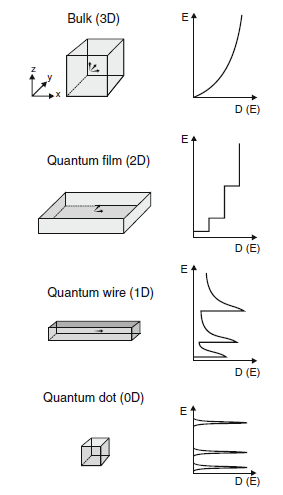 Bulk (3D)
E
z
y
x
D (E)
Quantum film (2D)
E
D (E)
Quantum wire (1D)
E
D (E)
Quantum dot (0D)
E
D (E)